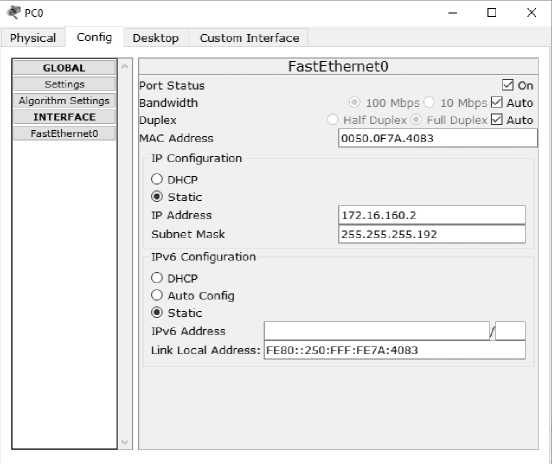 PC0
Physical Config Desktop Custom Interface
GLOBAL
Settings
Algorithm Settings
INTERFACE
FastEthernet0
FastEthernet0
Port Status On
Bandwidth 100 Mbps 10 Mbps Auto
Duplex Half Duplex Full Duplex Auto
MAC Address 0050.0F7A.4083
IP Configuration
DHCP
Static
IP Address 172.16.160.2
Subnet Mask 255.255.255.192
IPv6 Configuration
DHCP
Auto Config
Static
IPv6 Address /
Link Local Address: FE80::250:FFF:FE7A:4083